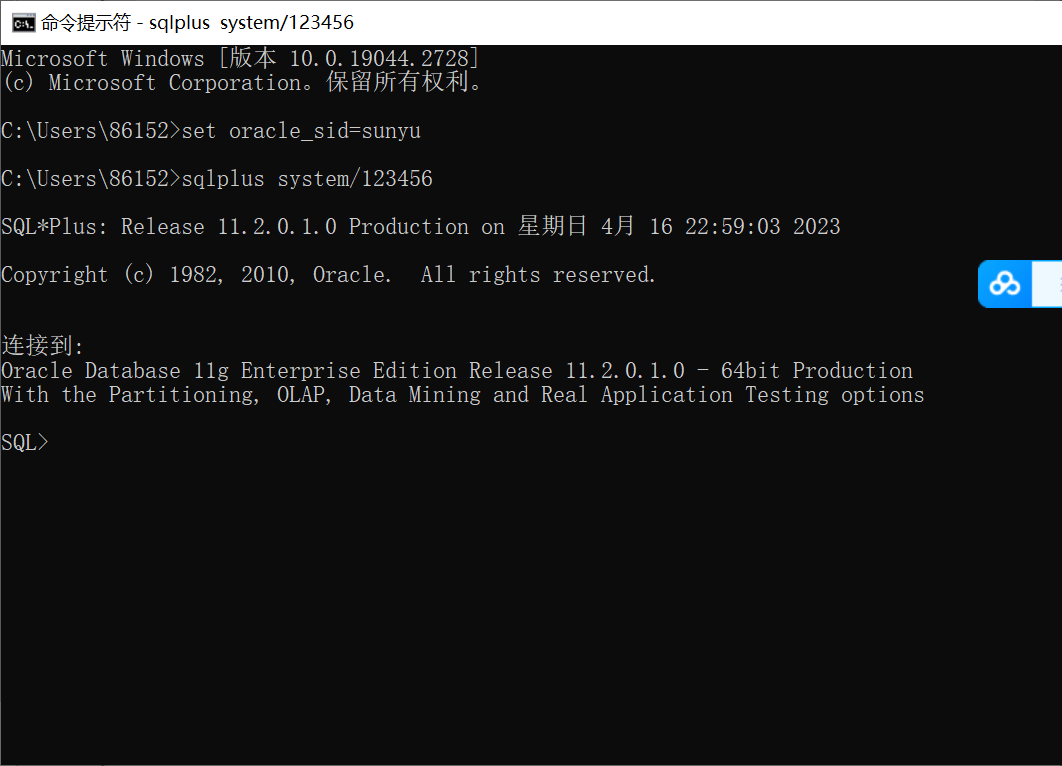 命令提示符 - sqlplus  system/123456
Microsoft Windows [版本 10.0.19044.2728]
(c) Microsoft Corporation。保留所有权利。
C:\Users\86152>set oracle_sid=sunyu
C:\Users\86152>sqlplus system/123456
SQL*Plus: Release 11.2.0.1.0 Production on 星期日 4月 16 22:59:03 2023
Copyright (c) 1982, 2010, Oracle.  All rights reserved.
连接到:
Oracle Database 11g Enterprise Edition Release 11.2.0.1.0 - 64bit Production
With the Partitioning, OLAP, Data Mining and Real Application Testing options
SQL>